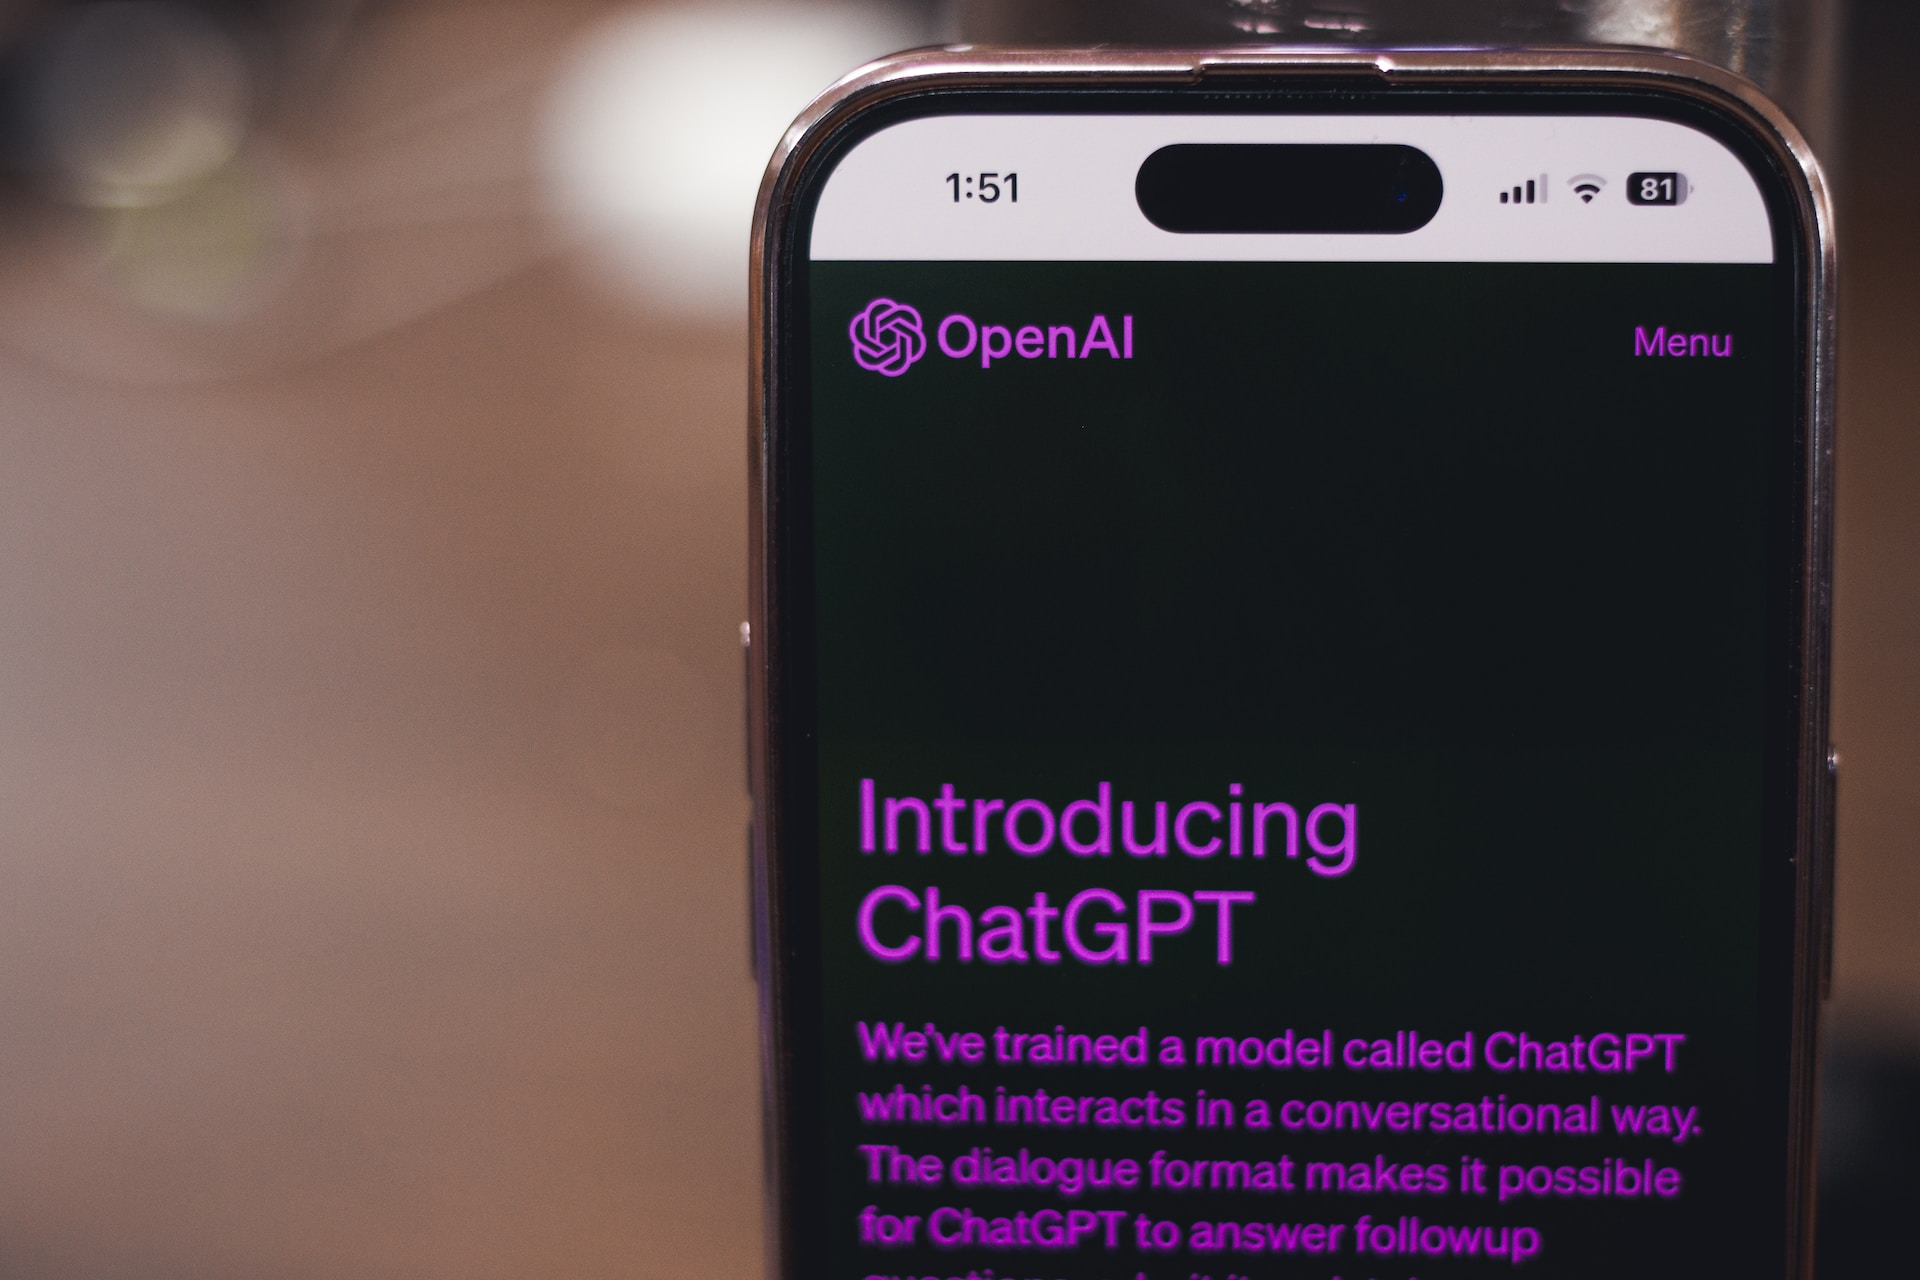 1:51
81
OpenAI
Menu
Introducing
ChatGPT
We've trained a model called ChatGPT
which interacts in a conversational way.
The dialogue format makes it possible
for ChatGPT to answer followup